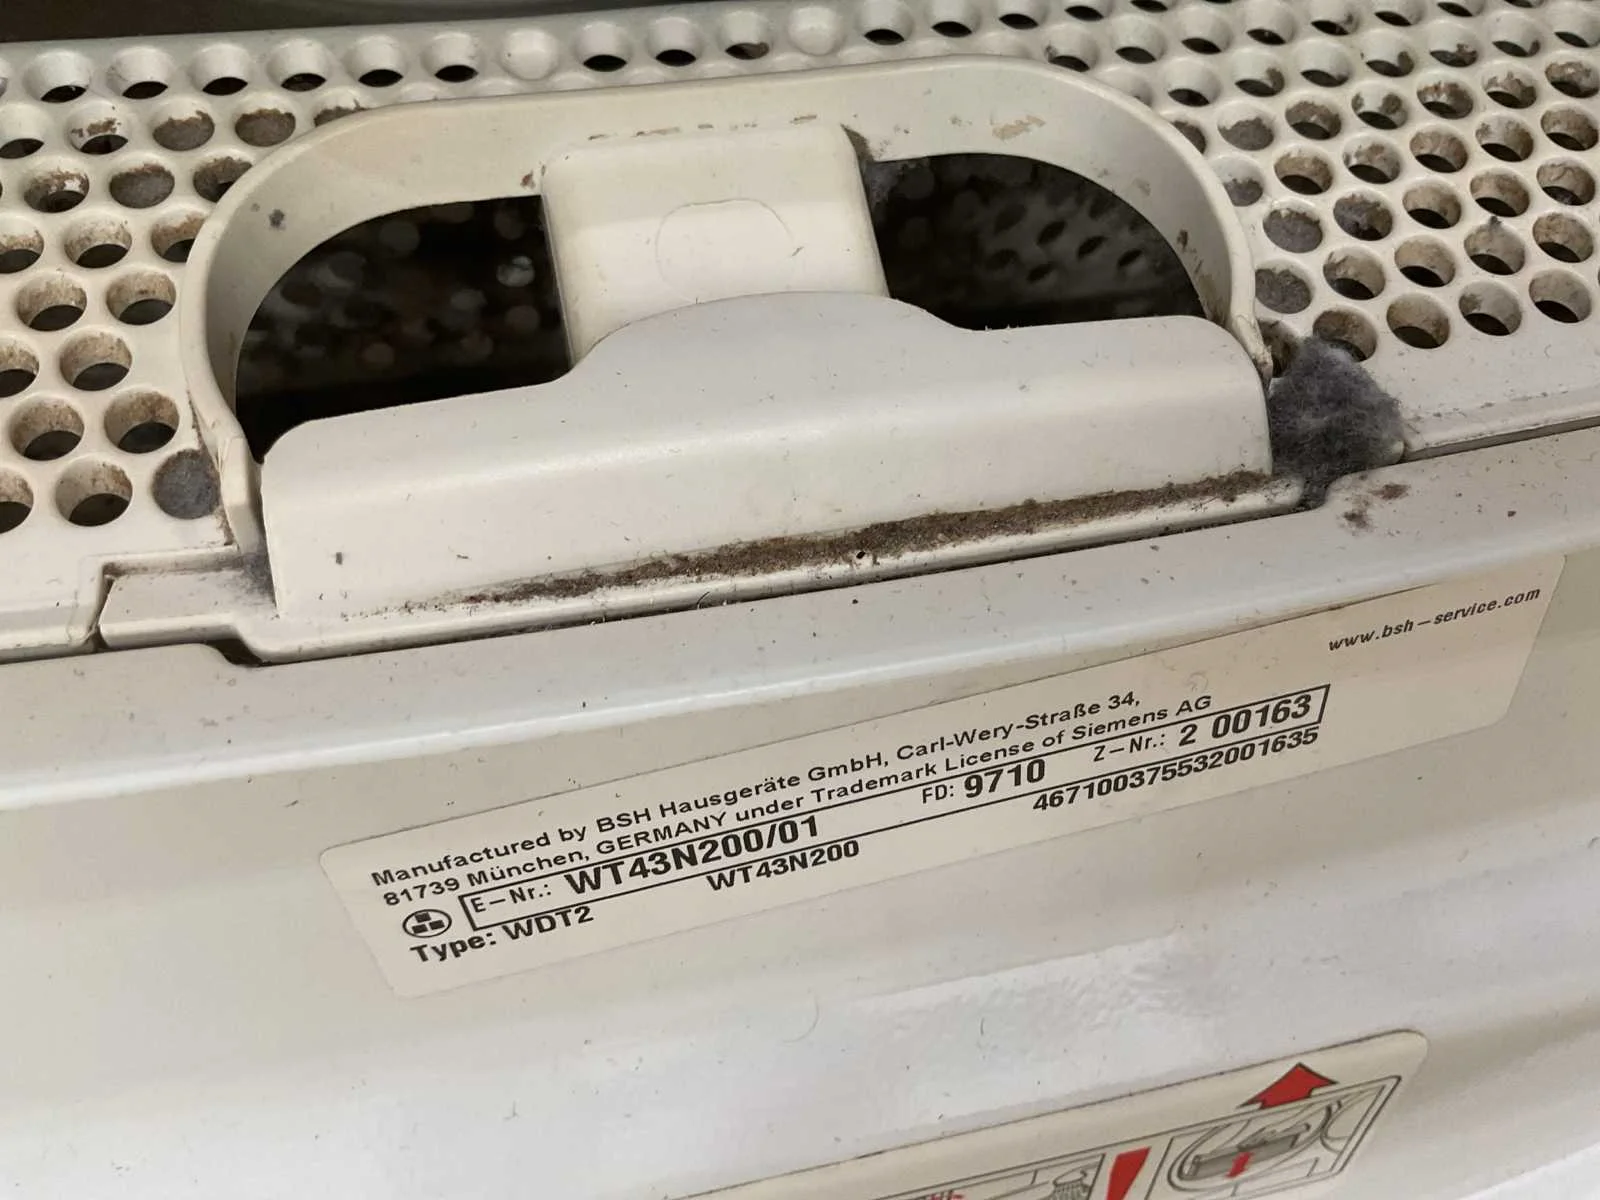 www.bsh-service.com
Manufactured by BSH Hausgeräte GmbH, Carl-Wery-Straße 34,
81739 München, GERMANY under Trademark License of Siemens AG
E-Nr.: WT43N200/01 FD: 9710 Z-Nr.: 2 00163
Type: WDT2 WT43N200 467100375532001635